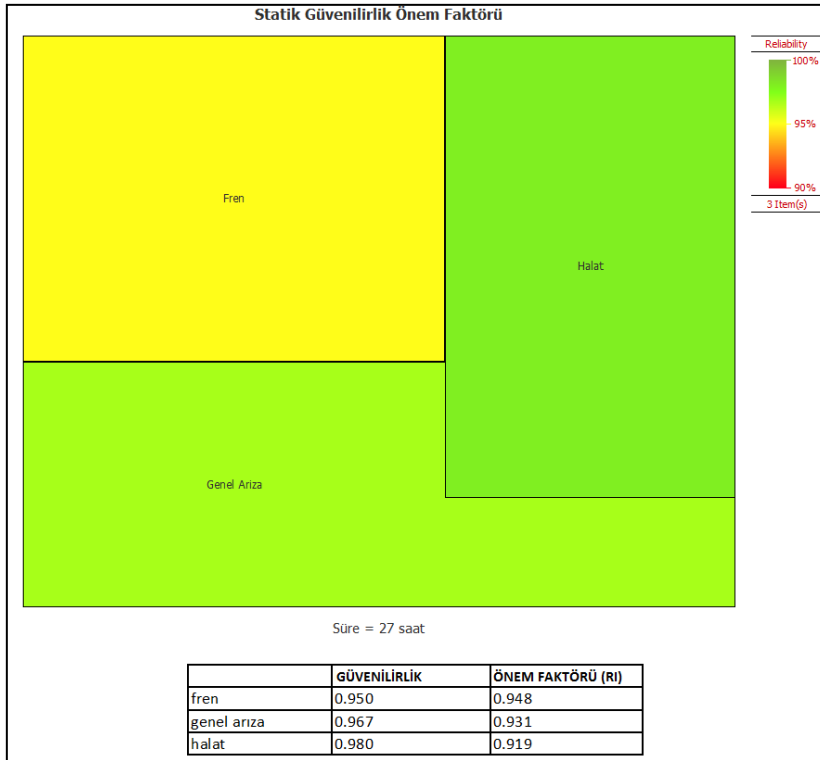 Statik Güvenilirlik Önem Faktörü
Reliability
100%
95%
90%
3 Item(s)
Fren
Halat
Genel Ariza
Süre = 27 saat
GÜVENİLİRLİK ÖNEM FAKTÖRÜ (RI)
fren 0.950 0.948
genel arıza 0.967 0.931
halat 0.980 0.919